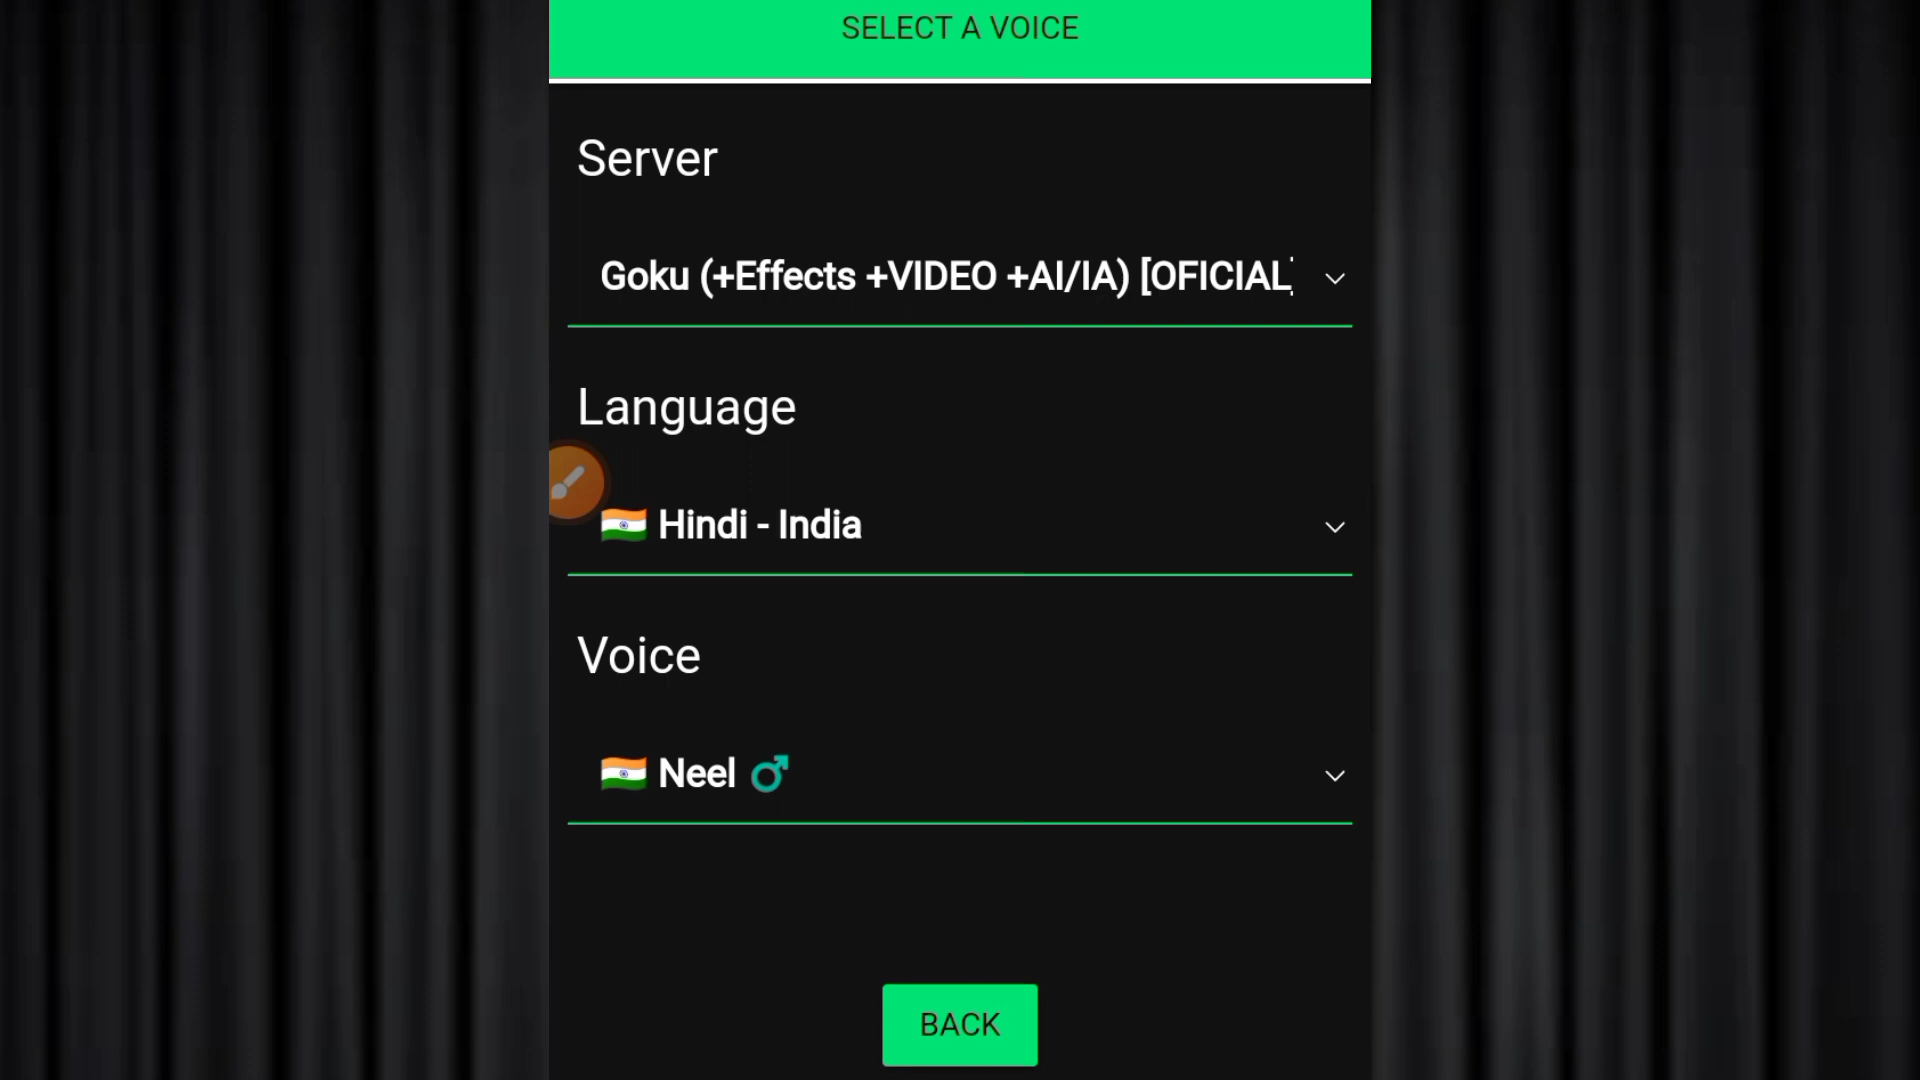 SELECT A VOICE
Server
Goku (+Effects +VIDEO +AI/IA) [OFICIAL]
Language
🇮🇳 Hindi - India
Voice
🇮🇳 Neel ♂
BACK